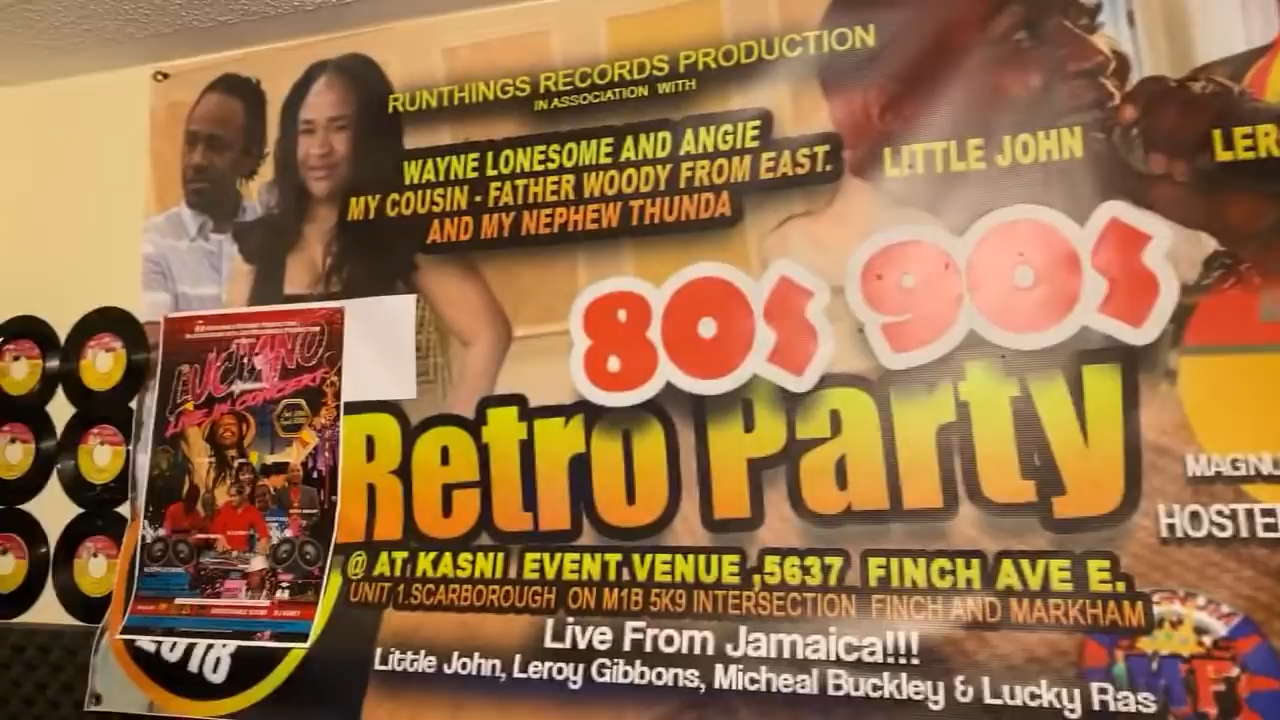 RUNTHINGS RECORDS PRODUCTION
IN ASSOCIATION WITH
WAYNE LONESOME AND ANGIE
MY COUSIN - FATHER WOODY FROM EAST.
AND MY NEPHEW THUNDA
LITTLE JOHN
LER
80s 90s
Retro Party
MAGNU
HOSTE
@ AT KASNI EVENT VENUE ,5637 FINCH AVE E.
UNIT 1.SCARBOROUGH ON M1B 5K9 INTERSECTION FINCH AND MARKHAM
Live From Jamaica!!!
Little John, Leroy Gibbons, Micheal Buckley & Lucky Ras
LUCIANO
LIVE IN CONCERT
2018